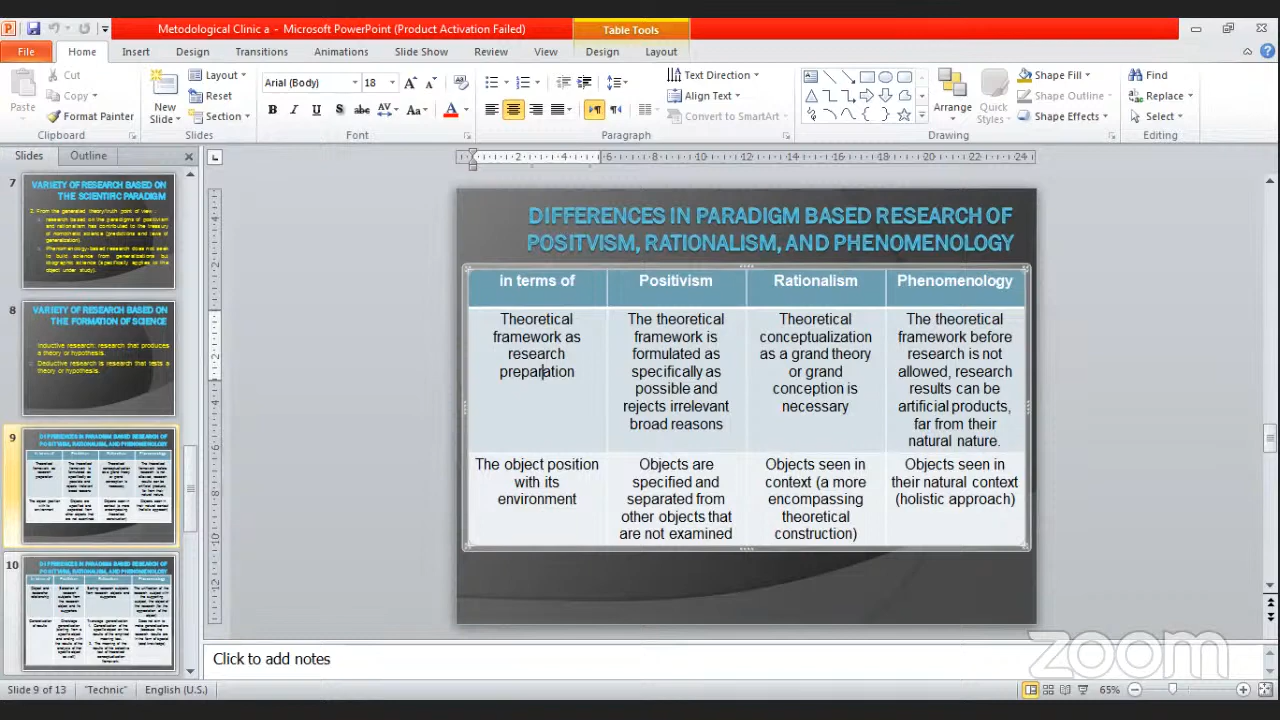 Metodological Clinic a - Microsoft PowerPoint (Product Activation Failed)
Table Tools
File Home Insert Design Transitions Animations Slide Show Review View Design Layout
Paste
Cut
Copy
Format Painter
Clipboard
New
Slide
Layout
Reset
Section
Slides
Arial (Body) 18
Font
Text Direction
Align Text
Convert to SmartArt
Paragraph
Arrange
Quick
Styles
Shape Fill
Shape Outline
Shape Effects
Drawing
Find
Replace
Select
Editing
Slides Outline
7
VARIETY OF RESEARCH BASED ON
THE SCIENTIFIC PARADIGM
8
VARIETY OF RESEARCH BASED ON
THE FORMATION OF SCIENCE
Inductive research: research that produces
a theory or hypothesis.
Deductive research is research that tests a
theory or hypothesis.
9
10
DIFFERENCES IN PARADIGM BASED RESEARCH OF
POSITVISM, RATIONALISM, AND PHENOMENOLOGY
in terms of
Positivism
Rationalism
Phenomenology
Theoretical
framework as
research
preparation
The theoretical
framework is
formulated as
specifically as
possible and
rejects irrelevant
broad reasons
Theoretical
conceptualization
as a grand theory
or grand
conception is
necessary
The theoretical
framework before
research is not
allowed, research
results can be
artificial products,
far from their
natural nature.
The object position
with its
environment
Objects are
specified and
separated from
other objects that
are not examined
Objects seen in
context (a more
encompassing
theoretical
construction)
Objects seen in
their natural context
(holistic approach)
Click to add notes
zoom
Slide 9 of 13 "Technic" English (U.S.) 65%